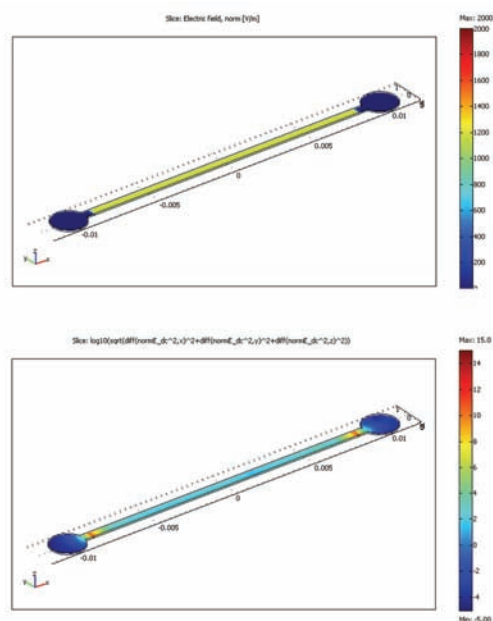 Slice: Electric field, norm [V/m]
Max: 2000
2000
1800
1600
1400
1200
1000
800
600
400
200
0
0.01
0.005
0
-0.005
-0.01
z
y
x
Slice: log10(sqrt(diff(normE_dc^2,x)^2+diff(normE_dc^2,y)^2+diff(normE_dc^2,z)^2))
Max: 15.0
14
12
10
8
6
4
2
0
-2
-4
Min: -5.00
0.01
0.005
0
-0.005
-0.01
z
y
x